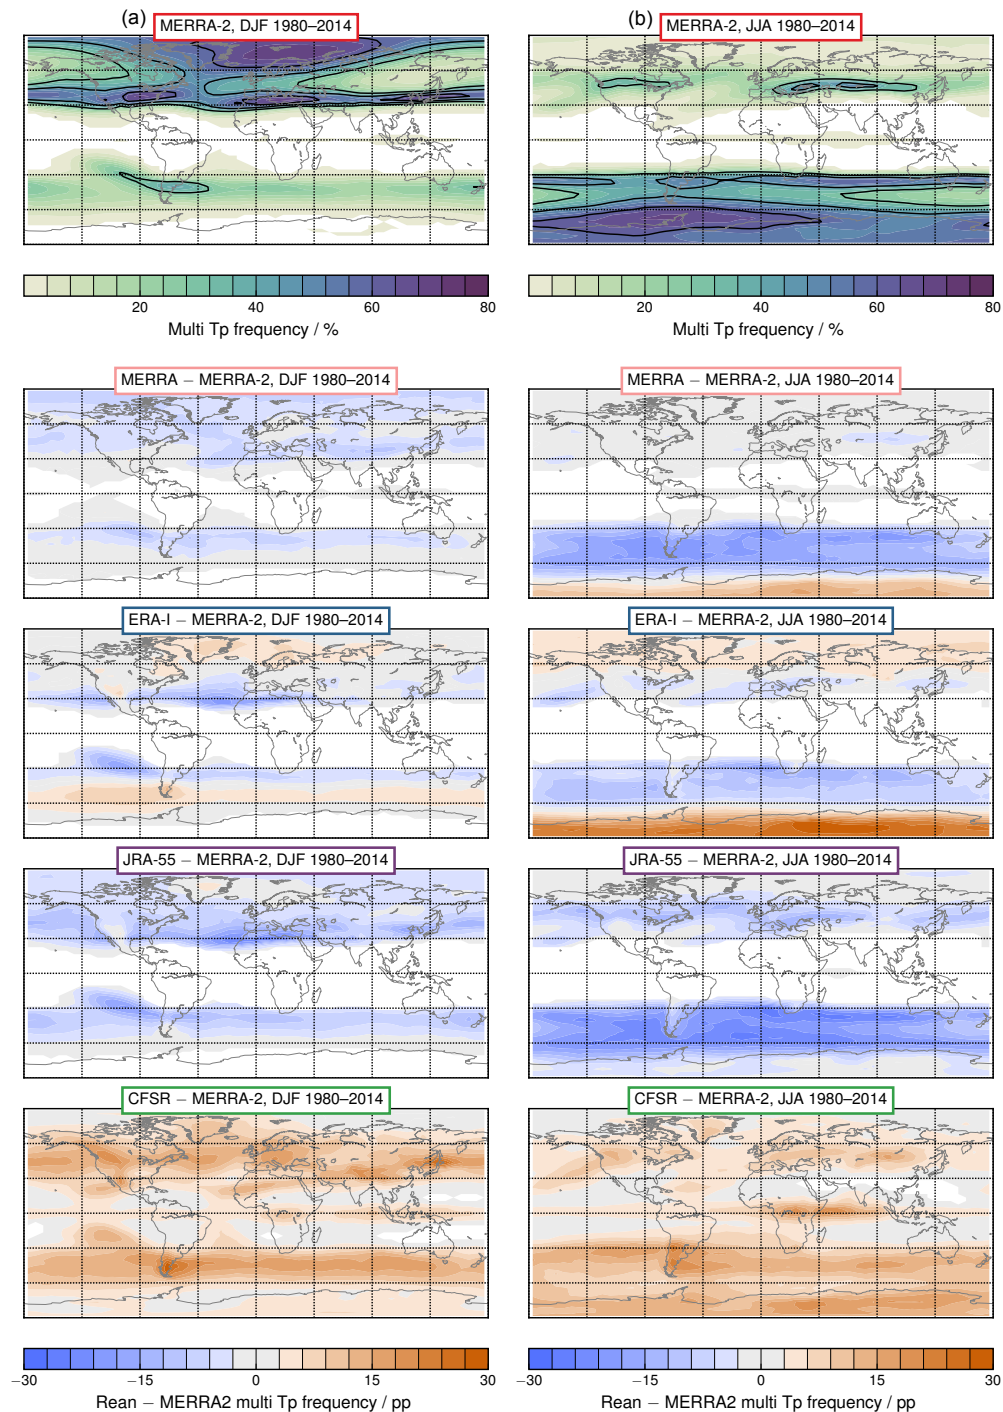 (a)
(b)
MERRA-2, DJF 1980–2014
MERRA-2, JJA 1980–2014
20 40 60 80
20 40 60 80
Multi Tp frequency / %
Multi Tp frequency / %
MERRA − MERRA-2, DJF 1980–2014
MERRA − MERRA-2, JJA 1980–2014
ERA-I − MERRA-2, DJF 1980–2014
ERA-I − MERRA-2, JJA 1980–2014
JRA-55 − MERRA-2, DJF 1980–2014
JRA-55 − MERRA-2, JJA 1980–2014
CFSR − MERRA-2, DJF 1980–2014
CFSR − MERRA-2, JJA 1980–2014
−30 −15 0 15 30
−30 −15 0 15 30
Rean − MERRA2 multi Tp frequency / pp
Rean − MERRA2 multi Tp frequency / pp